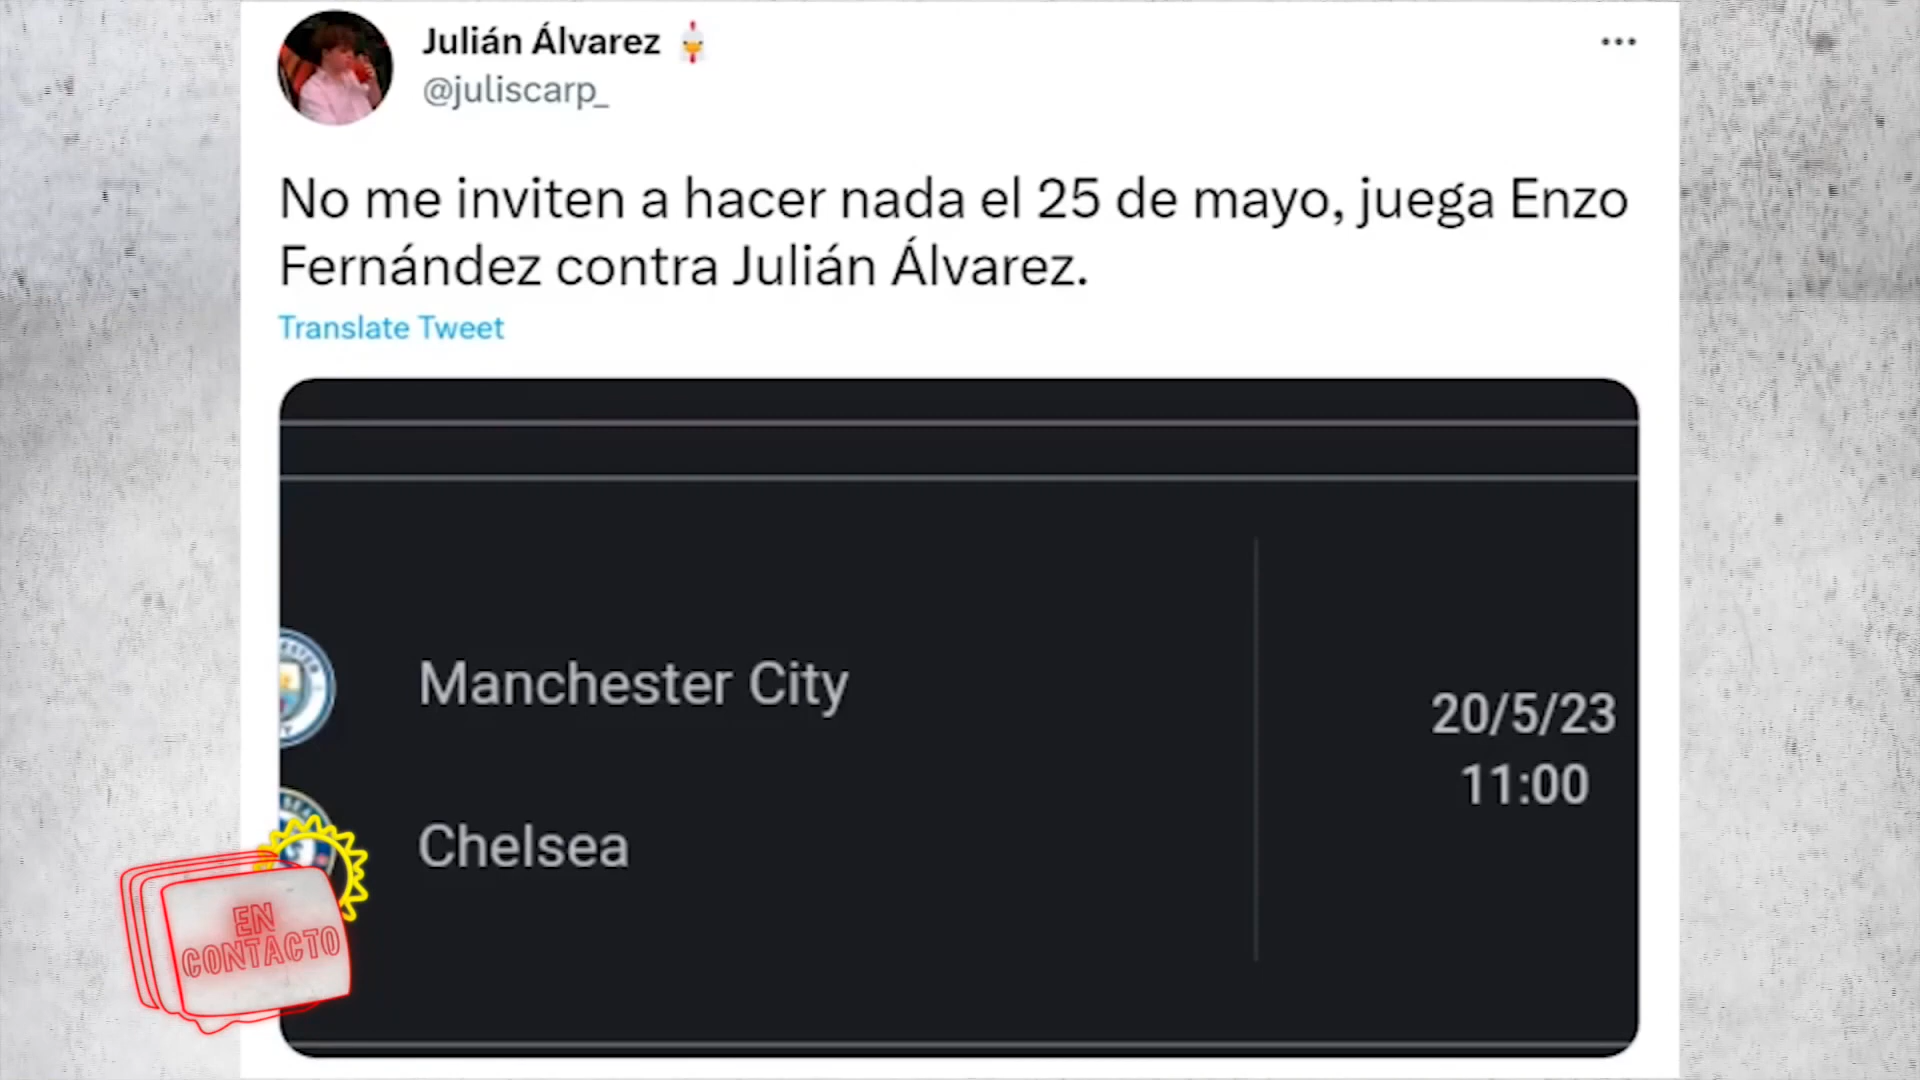 Julián Álvarez
@juliscarp_
No me inviten a hacer nada el 25 de mayo, juega Enzo
Fernández contra Julián Álvarez.
Translate Tweet
Manchester City
20/5/23
11:00
Chelsea
EN
CONTACTO